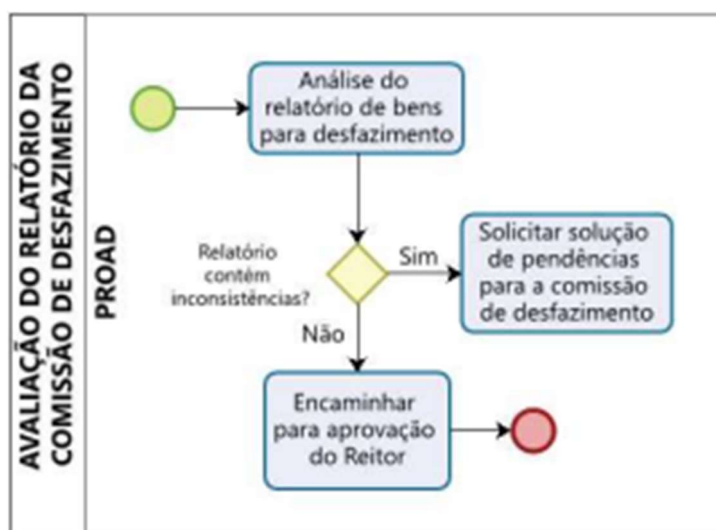 AVALIAÇÃO DO RELATÓRIO DA
COMISSÃO DE DESFAZIMENTO
PROAD
Análise do
relatório de bens
para desfazimento
Relatório
contém
inconsistências?
Sim
Solicitar solução
de pendências
para a comissão
de desfazimento
Não
Encaminhar
para aprovação
do Reitor